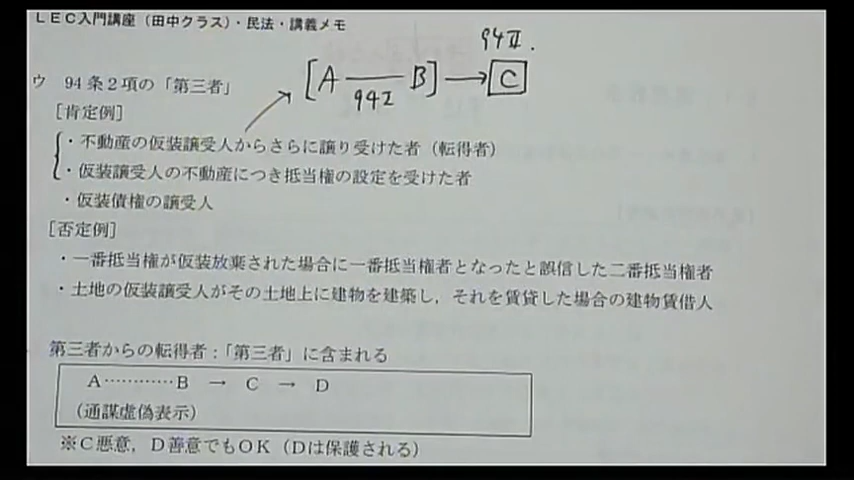 LEC入門講座（田中クラス）・民法・講義メモ
94Ⅱ.
[A ― B] → C
94Ⅰ
ウ 94条2項の「第三者」
［肯定例］
・不動産の仮装譲受人からさらに譲り受けた者（転得者）
・仮装譲受人の不動産につき抵当権の設定を受けた者
・仮装債権の譲受人
［否定例］
・一番抵当権が仮装放棄された場合に一番抵当権者となったと誤信した二番抵当権者
・土地の仮装譲受人がその土地上に建物を建築し，それを賃貸した場合の建物賃借人
第三者からの転得者：「第三者」に含まれる
A…………B → C → D
（通謀虚偽表示）
※C悪意，D善意でもOK（Dは保護される）